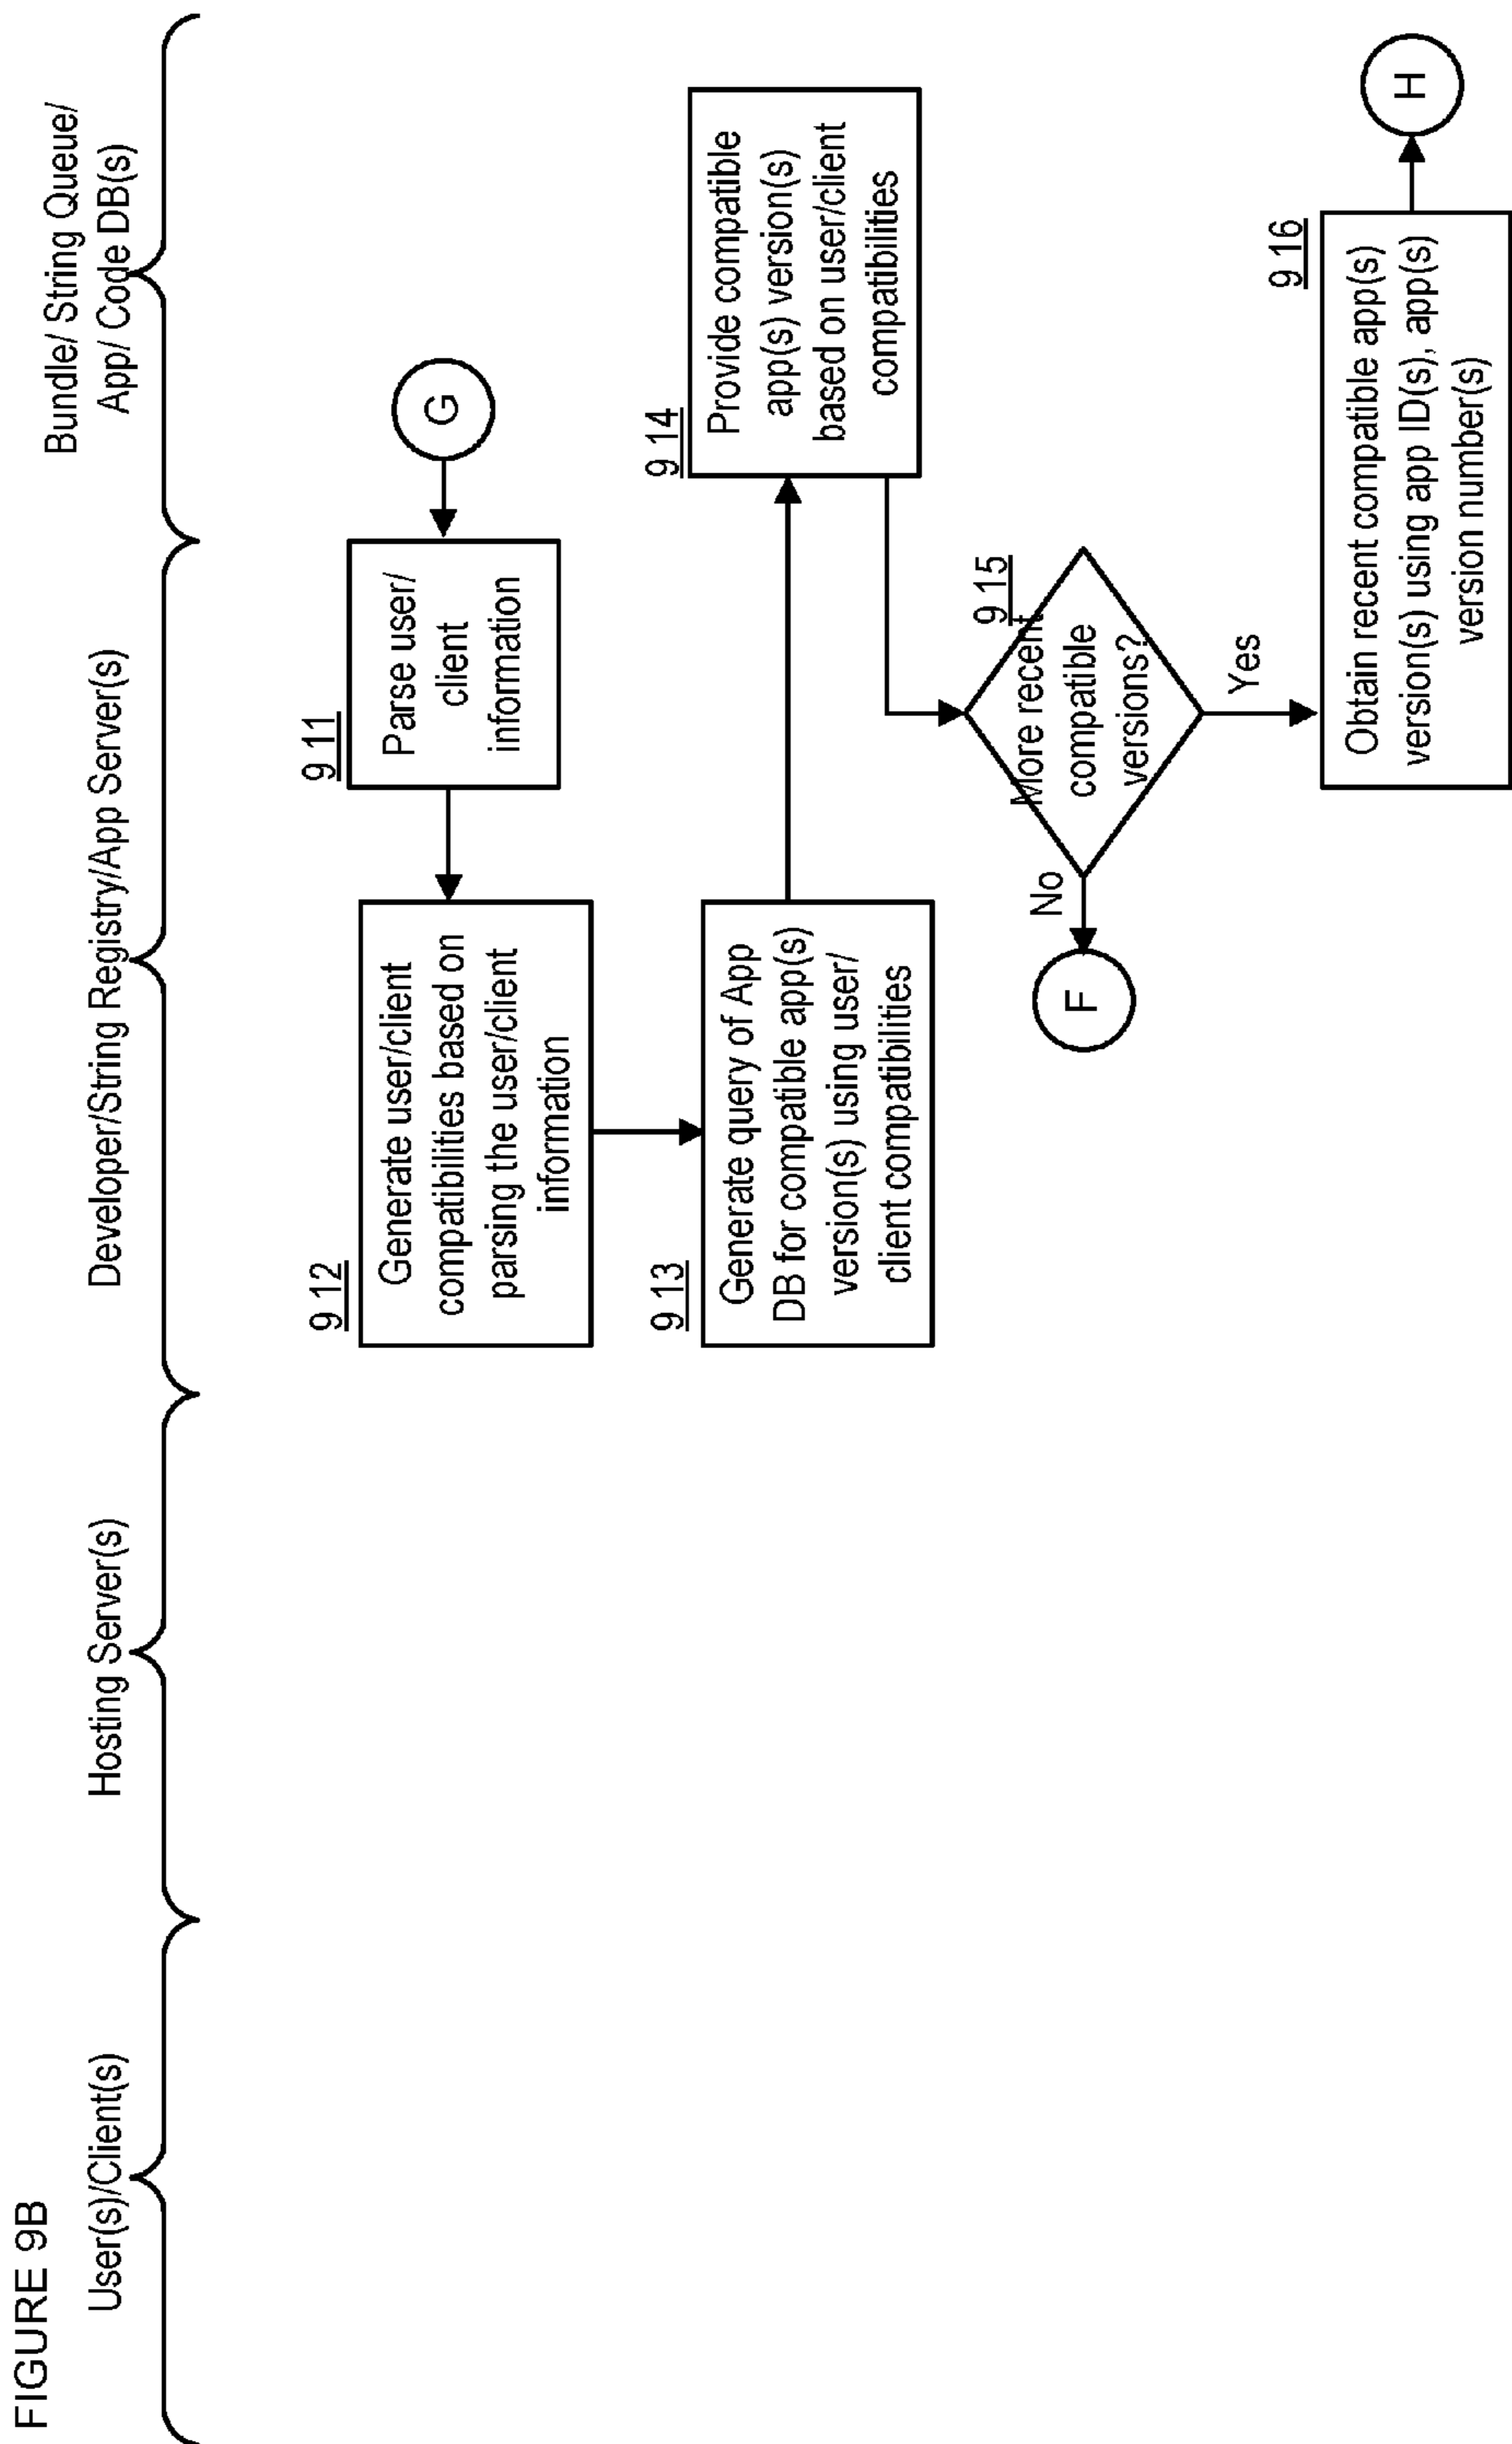 FIGURE 9B
User(s)/Client(s)
Hosting Server(s)
Developer/String Registry/App Server(s)
Bundle/ String Queue/
App/ Code DB(s)
G
9 11
Parse user/
client
information
9 12
Generate user/client
compatibilities based on
parsing the user/client
information
9 13
Generate query of App
DB for compatible app(s)
version(s) using user/
client compatibilities
9 14
Provide compatible
app(s) version(s)
based on user/client
compatibilities
9 15
More recent
compatible
versions?
No
F
Yes
9 16
Obtain recent compatible app(s)
version(s) using app ID(s), app(s)
version number(s)
H